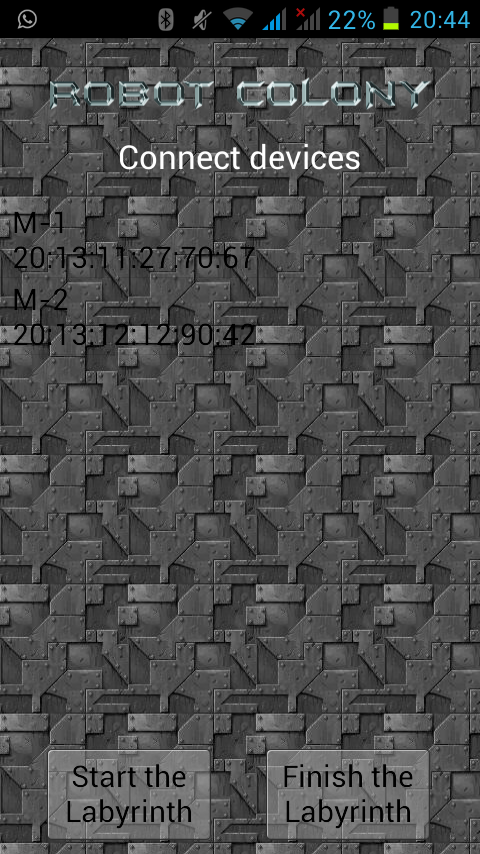 22% 20:44
ROBOT COLONY
Connect devices
M-1
20:13:11:27:70:67
M-2
20:13:12:12:90:42
Start the
Labyrinth
Finish the
Labyrinth